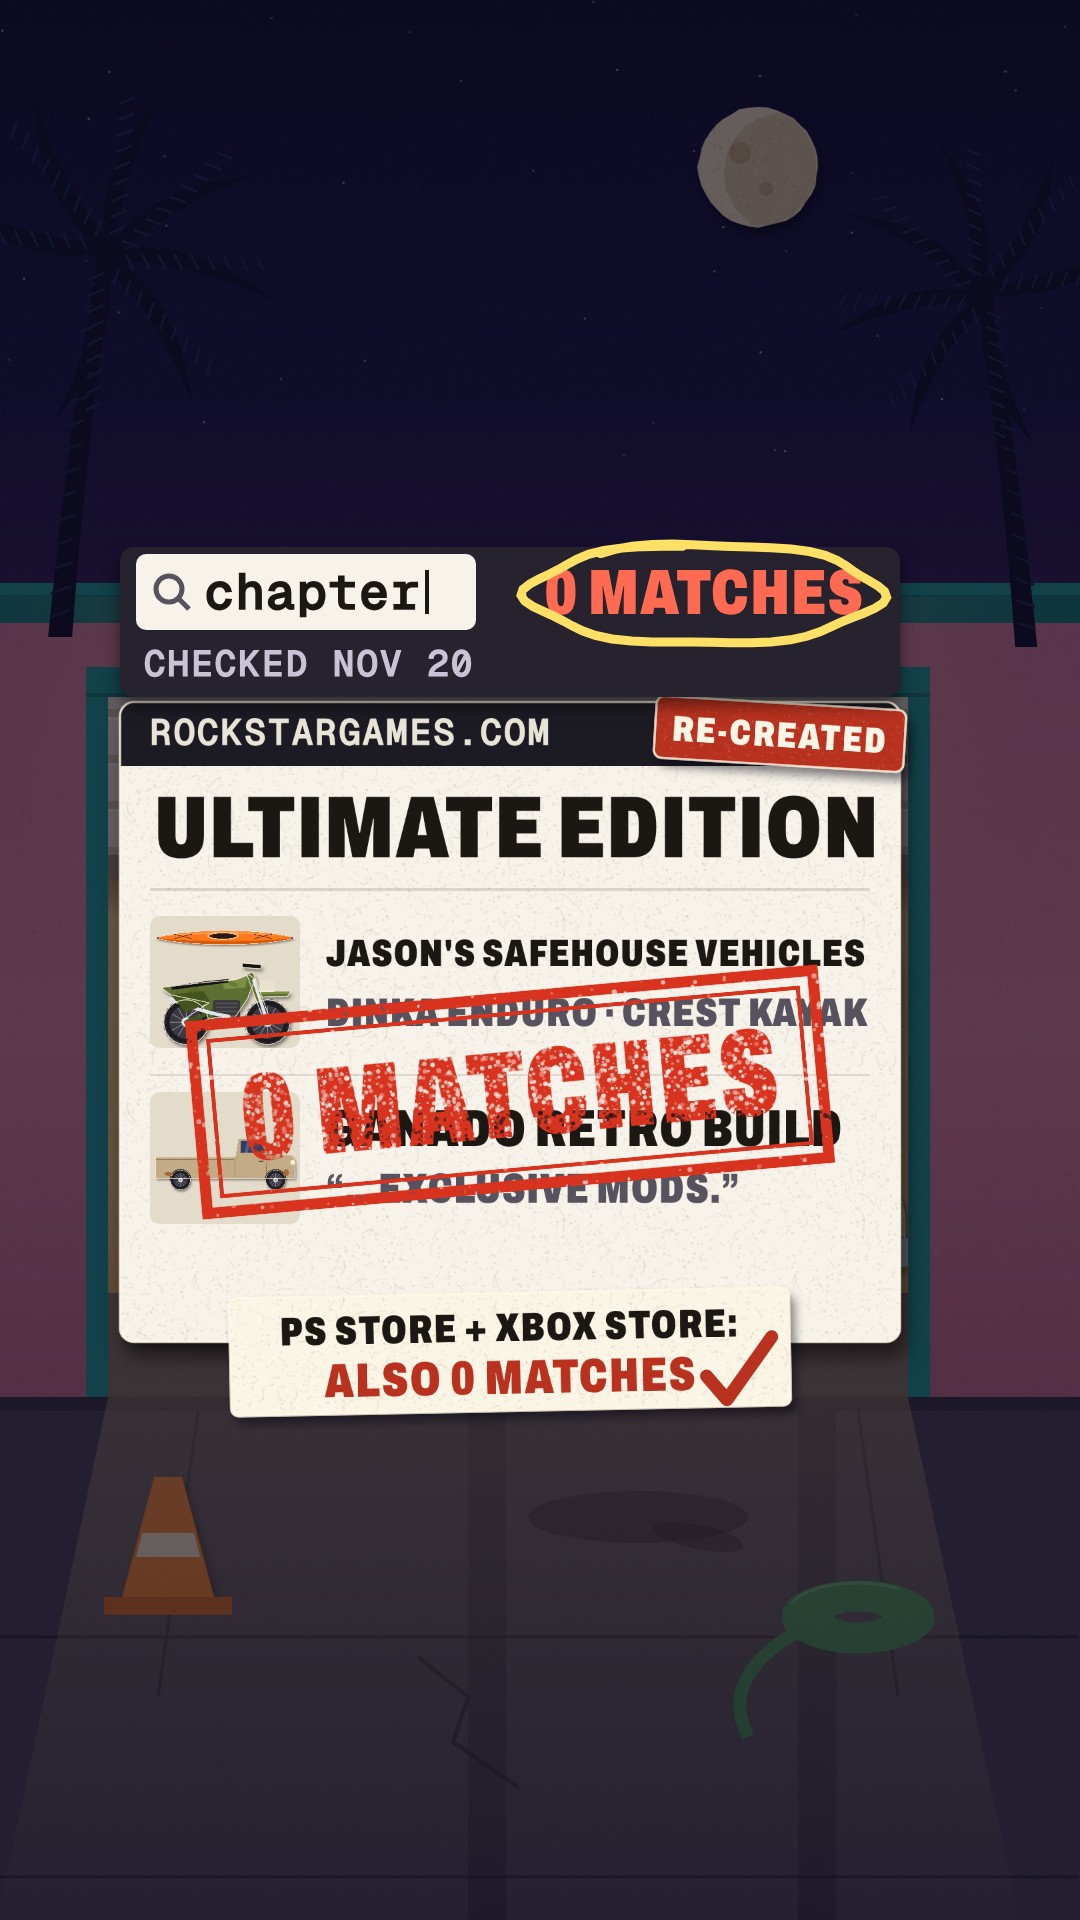 chapter
0 MATCHES
CHECKED NOV 20
ROCKSTARGAMES.COM
RE-CREATED
ULTIMATE EDITION
JASON'S SAFEHOUSE VEHICLES
DINKA ENDURO · CREST KAYAK
0 MATCHES
GANADO RETRO BUILD
“… EXCLUSIVE MODS.”
PS STORE + XBOX STORE:
ALSO 0 MATCHES